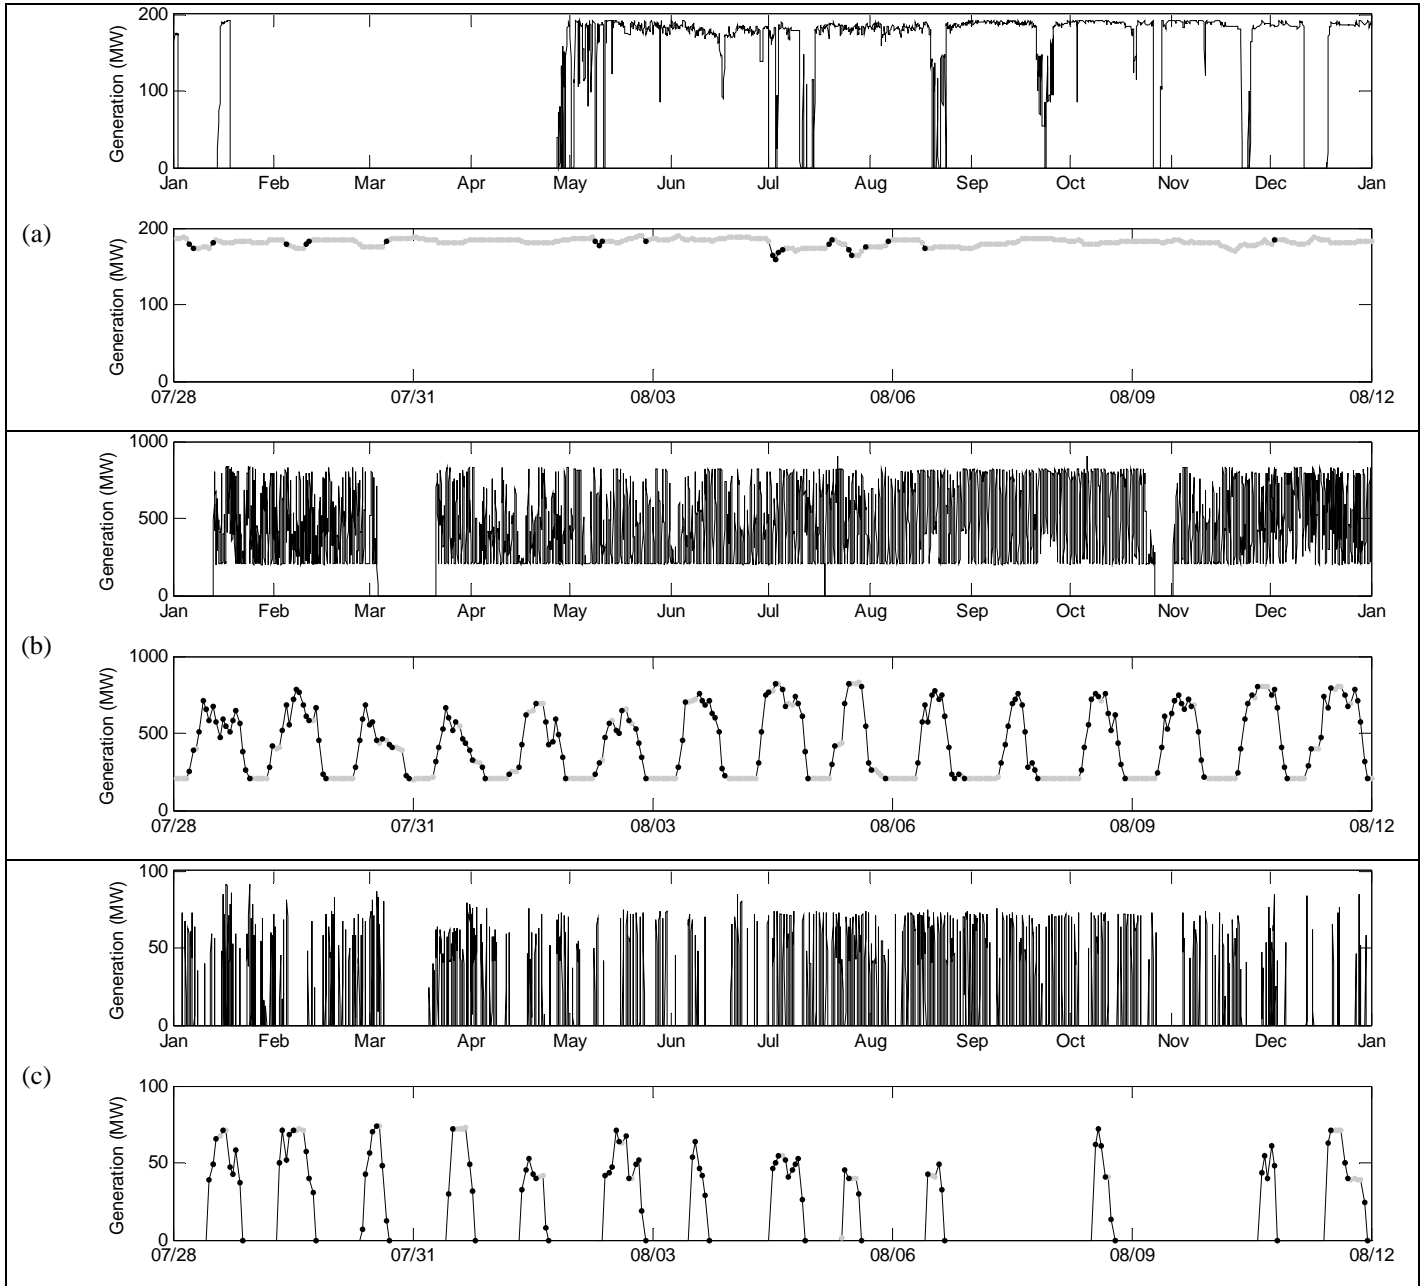 200
100
0
Generation (MW)
Jan Feb Mar Apr May Jun Jul Aug Sep Oct Nov Dec Jan
(a)
200
100
0
Generation (MW)
07/28 07/31 08/03 08/06 08/09 08/12
1000
500
0
Generation (MW)
Jan Feb Mar Apr May Jun Jul Aug Sep Oct Nov Dec Jan
(b)
1000
500
0
Generation (MW)
07/28 07/31 08/03 08/06 08/09 08/12
100
50
0
Generation (MW)
Jan Feb Mar Apr May Jun Jul Aug Sep Oct Nov Dec Jan
(c)
100
50
0
Generation (MW)
07/28 07/31 08/03 08/06 08/09 08/12